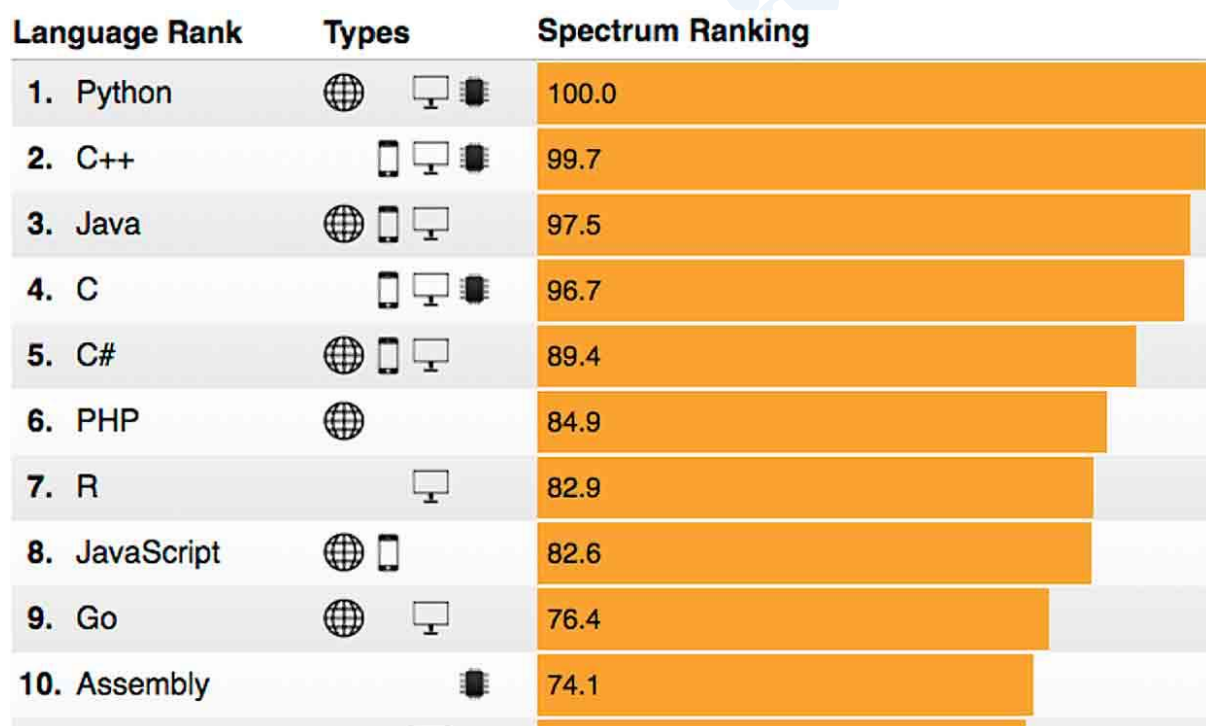 Language Rank Types Spectrum Ranking
1. Python 100.0
2. C++ 99.7
3. Java 97.5
4. C 96.7
5. C# 89.4
6. PHP 84.9
7. R 82.9
8. JavaScript 82.6
9. Go 76.4
10. Assembly 74.1